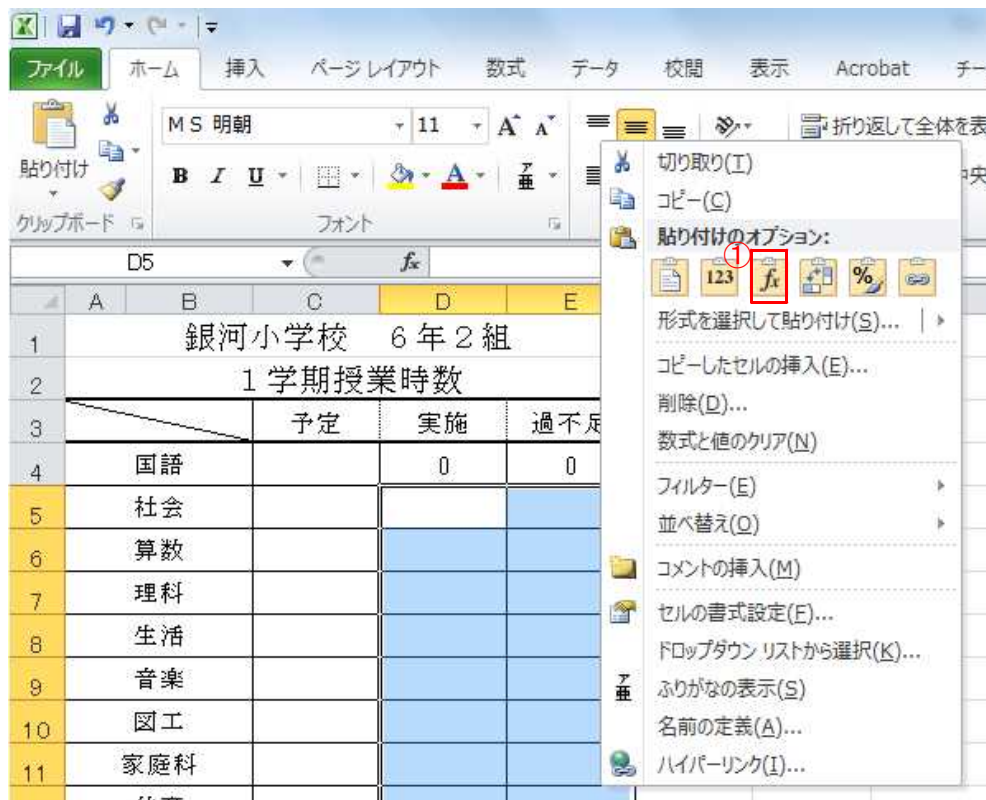 ファイル ホーム 挿入 ページ レイアウト 数式 データ 校閲 表示 Acrobat チー
MS 明朝 11 A A 折り返して全体を表
貼り付け B I U A ア亜 中央
クリップボード フォント
D5 fx
A B C D E
1 銀河小学校 6年2組
2 1学期授業時数
3 予定 実施 過不足
4 国語 0 0
5 社会
6 算数
7 理科
8 生活
9 音楽
10 図工
11 家庭科
切り取り(T)
コピー(C)
貼り付けのオプション:
①
123 fx %
形式を選択して貼り付け(S)...
コピーしたセルの挿入(E)...
削除(D)...
数式と値のクリア(N)
フィルター(E)
並べ替え(O)
コメントの挿入(M)
セルの書式設定(F)...
ドロップダウン リストから選択(K)...
ア亜 ふりがなの表示(S)
名前の定義(A)...
ハイパーリンク(I)...